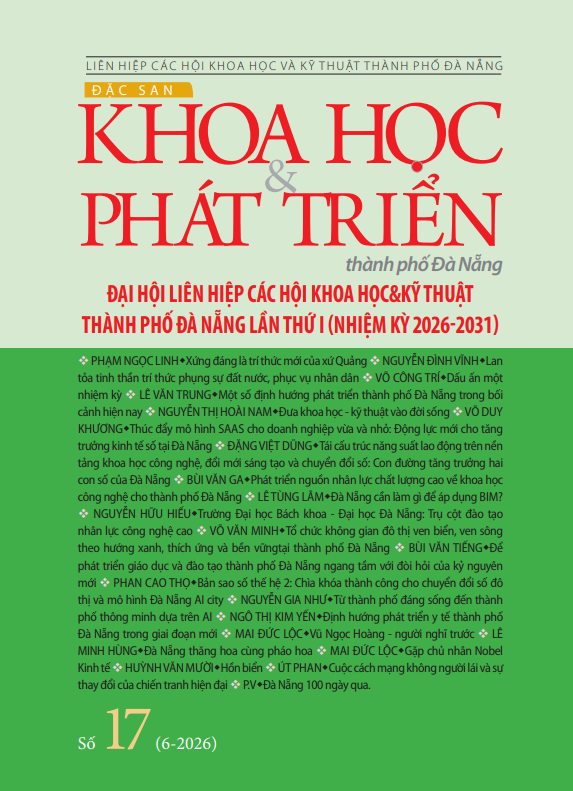 LIÊN HIỆP CÁC HỘI KHOA HỌC VÀ KỸ THUẬT THÀNH PHỐ ĐÀ NẴNG
ĐẶC SAN
KHOA HỌC
&
PHÁT TRIỂN
thành phố Đà Nẵng
ĐẠI HỘI LIÊN HIỆP CÁC HỘI KHOA HỌC&KỸ THUẬT
THÀNH PHỐ ĐÀ NẴNG LẦN THỨ I (NHIỆM KỲ 2026-2031)
❖ PHẠM NGỌC LINH◆Xứng đáng là trí thức mới của xứ Quảng ❖ NGUYỄN ĐÌNH VĨNH◆Lan
tỏa tinh thần trí thức phụng sự đất nước, phục vụ nhân dân ❖ VÕ CÔNG TRÍ◆Dấu ấn một
nhiệm kỳ ❖ LÊ VĂN TRUNG◆Một số định hướng phát triển thành phố Đà Nẵng trong bối
cảnh hiện nay ❖ NGUYỄN THỊ HOÀI NAM◆Đưa khoa học - kỹ thuật vào đời sống ❖ VÕ DUY
KHƯƠNG◆Thúc đẩy mô hình SAAS cho doanh nghiệp vừa và nhỏ: Động lực mới cho tăng
trưởng kinh tế số tại Đà Nẵng ❖ ĐẶNG VIỆT DŨNG◆Tái cấu trúc năng suất lao động trên nền
tảng khoa học công nghệ, đổi mới sáng tạo và chuyển đổi số: Con đường tăng trưởng hai
con số của Đà Nẵng ❖ BÙI VĂN GA◆Phát triển nguồn nhân lực chất lượng cao về khoa học
công nghệ cho thành phố Đà Nẵng ❖ LÊ TÙNG LÂM◆Đà Nẵng cần làm gì để áp dụng BIM?
❖ NGUYỄN HỮU HIẾU◆Trường Đại học Bách khoa - Đại học Đà Nẵng: Trụ cột đào tạo
nhân lực công nghệ cao ❖ VÕ VĂN MINH◆Tổ chức không gian đô thị ven biển, ven sông
theo hướng xanh, thích ứng và bền vữngtại thành phố Đà Nẵng ❖ BÙI VĂN TIẾNG◆Để
phát triển giáo dục và đào tạo thành phố Đà Nẵng ngang tầm với đòi hỏi của kỷ nguyên
mới ❖ PHAN CAO THỌ◆Bản sao số thế hệ 2: Chìa khóa thành công cho chuyển đổi số đô
thị và mô hình Đà Nẵng AI city ❖ NGUYỄN GIA NHƯ◆Từ thành phố đáng sống đến thành
phố thông minh dựa trên AI ❖ NGÔ THỊ KIM YẾN◆Định hướng phát triển y tế thành phố
Đà Nẵng trong giai đoạn mới ❖ MAI ĐỨC LỘC◆Vũ Ngọc Hoàng - người nghĩ trước ❖ LÊ
MINH HÙNG◆Đà Nẵng thăng hoa cùng pháo hoa ❖ MAI ĐỨC LỘC◆Gặp chủ nhân Nobel
Kinh tế ❖ HUỲNH VĂN MƯỜI◆Hồn biển ❖ ÚT PHAN◆Cuộc cách mạng không người lái và sự
thay đổi của chiến tranh hiện đại ❖ P.V◆Đà Nẵng 100 ngày qua.
Số 17 (6-2026)